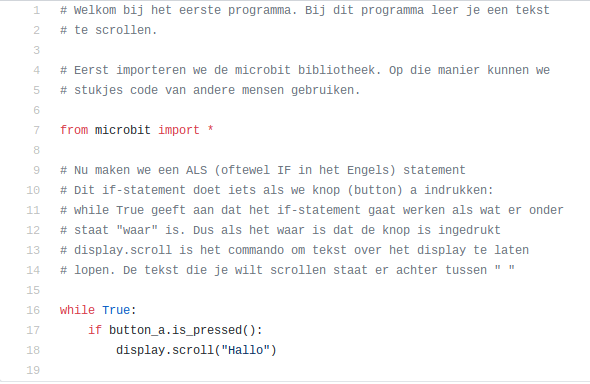 1 # Welkom bij het eerste programma. Bij dit programma leer je een tekst
2 # te scrollen.
3
4 # Eerst importeren we de microbit bibliotheek. Op die manier kunnen we
5 # stukjes code van andere mensen gebruiken.
6
7 from microbit import *
8
9 # Nu maken we een ALS (oftewel IF in het Engels) statement
10 # Dit if-statement doet iets als we knop (button) a indrukken:
11 # while True geeft aan dat het if-statement gaat werken als wat er onder
12 # staat "waar" is. Dus als het waar is dat de knop is ingedrukt
13 # display.scroll is het commando om tekst over het display te laten
14 # lopen. De tekst die je wilt scrollen staat er achter tussen " "
15
16 while True:
17     if button_a.is_pressed():
18         display.scroll("Hallo")
19